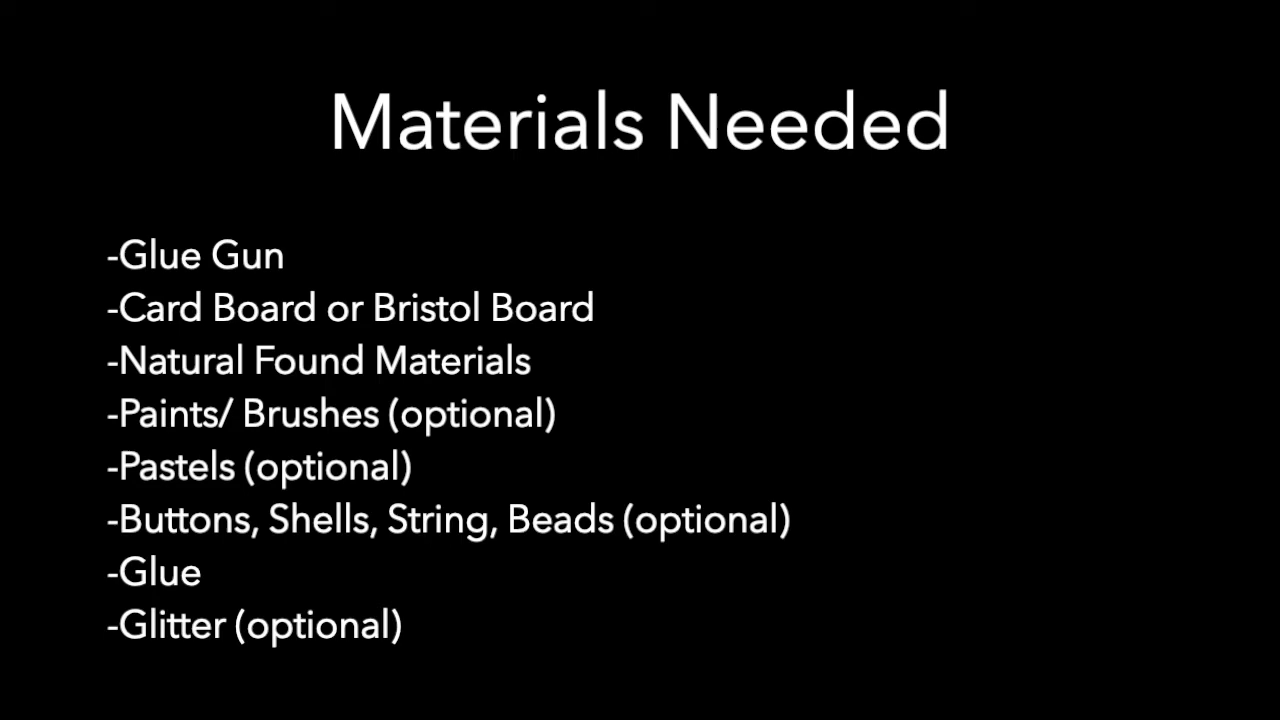 Materials Needed
-Glue Gun
-Card Board or Bristol Board
-Natural Found Materials
-Paints/ Brushes (optional)
-Pastels (optional)
-Buttons, Shells, String, Beads (optional)
-Glue
-Glitter (optional)